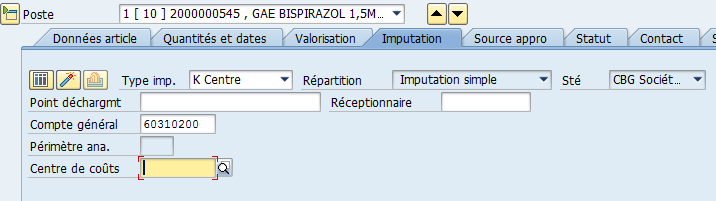 Poste 1 [ 10 ] 2000000545 , GAE BISPIRAZOL 1,5M...
Données article Quantités et dates Valorisation Imputation Source appro Statut Contact
Type imp. K Centre Répartition Imputation simple Sté CBG Sociét...
Point déchargmt Réceptionnaire
Compte général 60310200
Périmètre ana.
Centre de coûts